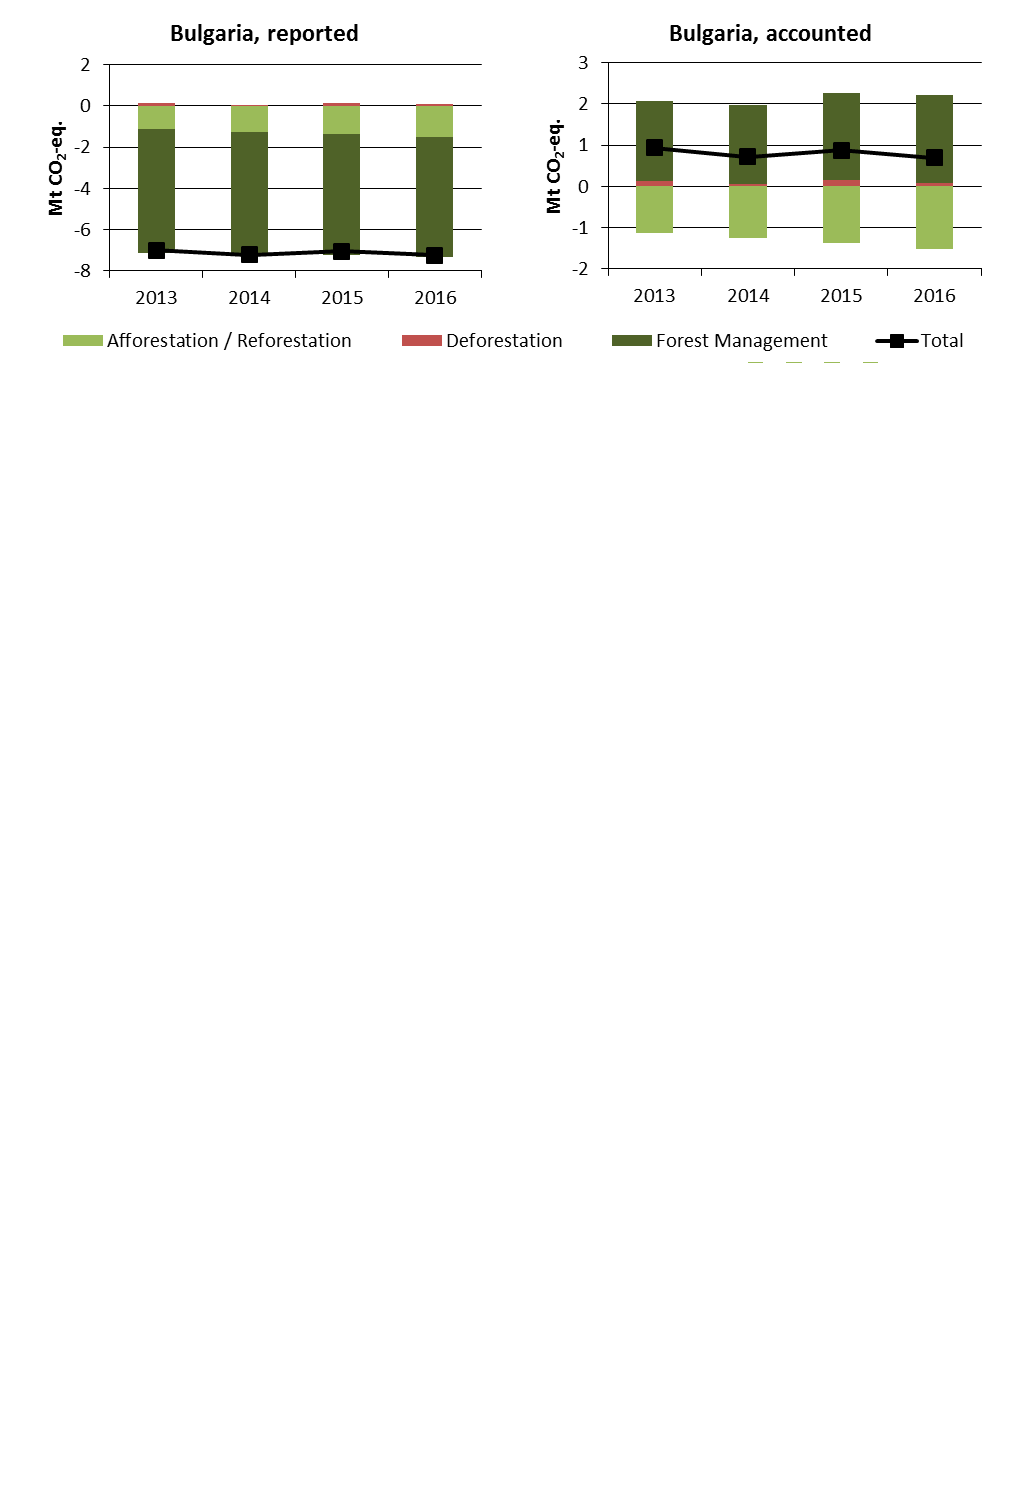 Bulgaria, reported
Mt CO₂-eq.
2
0
-2
-4
-6
-8
2013 2014 2015 2016
Bulgaria, accounted
Mt CO₂-eq.
3
2
1
0
-1
-2
2013 2014 2015 2016
Afforestation / Reforestation Deforestation Forest Management Total